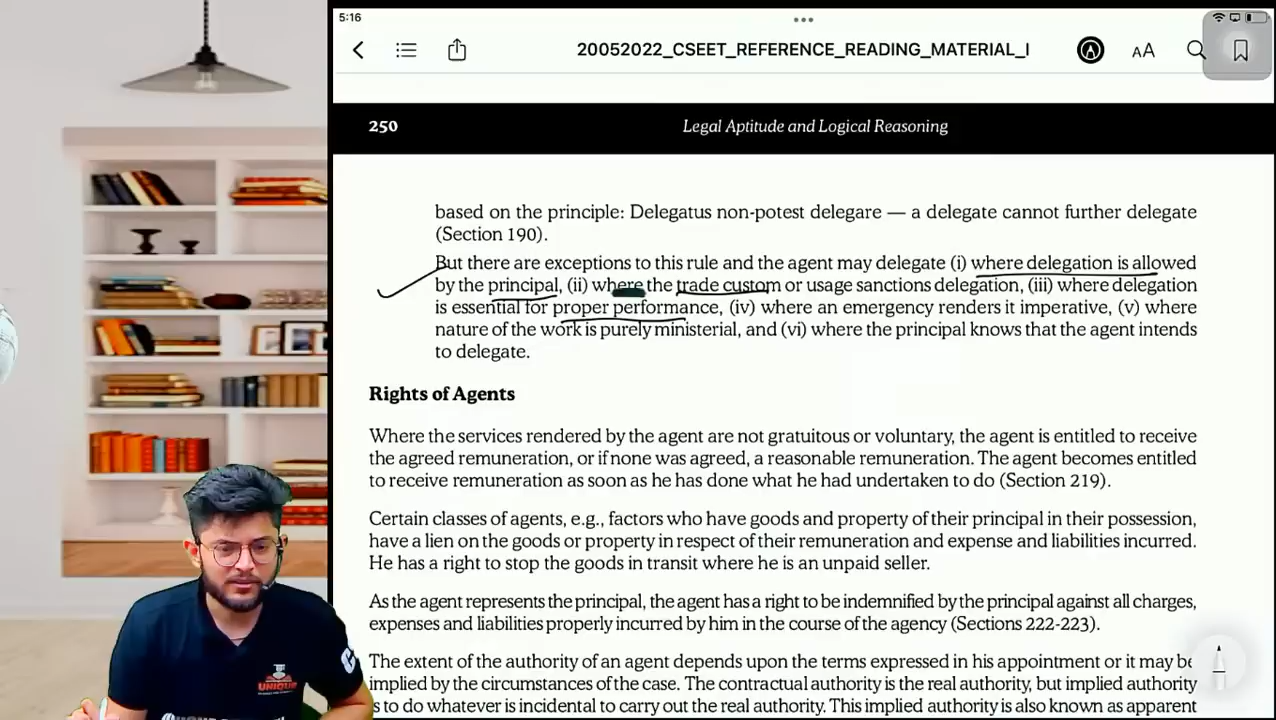 5:16
20052022_CSEET_REFERENCE_READING_MATERIAL_I
AA
250
Legal Aptitude and Logical Reasoning
based on the principle: Delegatus non-potest delegare — a delegate cannot further delegate
(Section 190).
But there are exceptions to this rule and the agent may delegate (i) where delegation is allowed
by the principal, (ii) where the trade custom or usage sanctions delegation, (iii) where delegation
is essential for proper performance, (iv) where an emergency renders it imperative, (v) where
nature of the work is purely ministerial, and (vi) where the principal knows that the agent intends
to delegate.
Rights of Agents
Where the services rendered by the agent are not gratuitous or voluntary, the agent is entitled to receive
the agreed remuneration, or if none was agreed, a reasonable remuneration. The agent becomes entitled
to receive remuneration as soon as he has done what he had undertaken to do (Section 219).
Certain classes of agents, e.g., factors who have goods and property of their principal in their possession,
have a lien on the goods or property in respect of their remuneration and expense and liabilities incurred.
He has a right to stop the goods in transit where he is an unpaid seller.
As the agent represents the principal, the agent has a right to be indemnified by the principal against all charges,
expenses and liabilities properly incurred by him in the course of the agency (Sections 222-223).
The extent of the authority of an agent depends upon the terms expressed in his appointment or it may be
implied by the circumstances of the case. The contractual authority is the real authority, but implied authority
is to do whatever is incidental to carry out the real authority. This implied authority is also known as apparent
UNIQUE